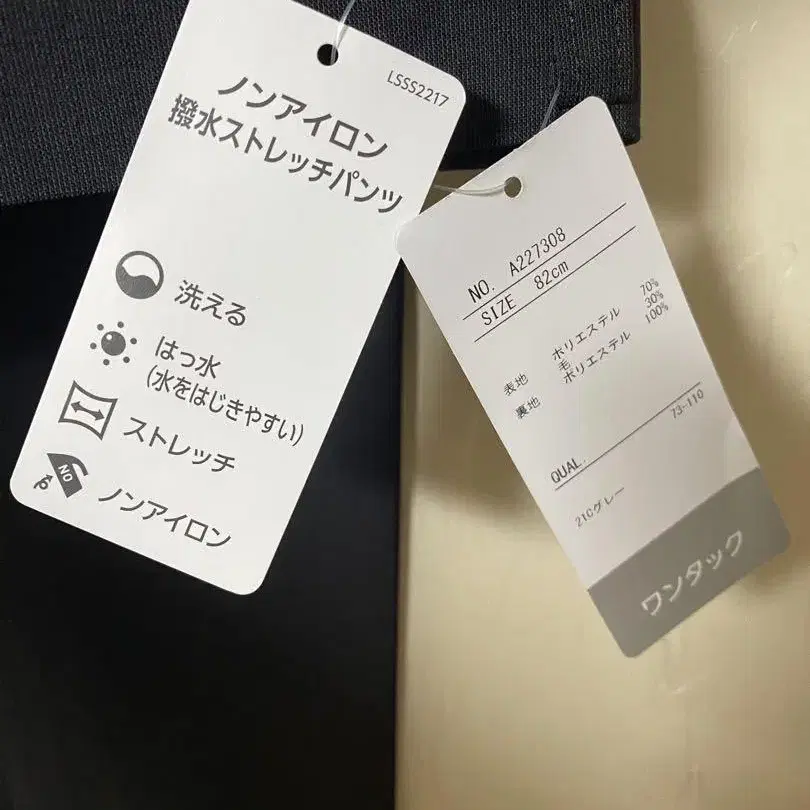 LSSS2217
ノンアイロン
撥水ストレッチパンツ
洗える
はっ水
(水をはじきやすい)
ストレッチ
NO
ノンアイロン
NO. A227308
SIZE 82cm
表地 ポリエステル 70%
毛 30%
裏地 ポリエステル 100%
QUAL. 73-110
21Cグレー
ワンタック